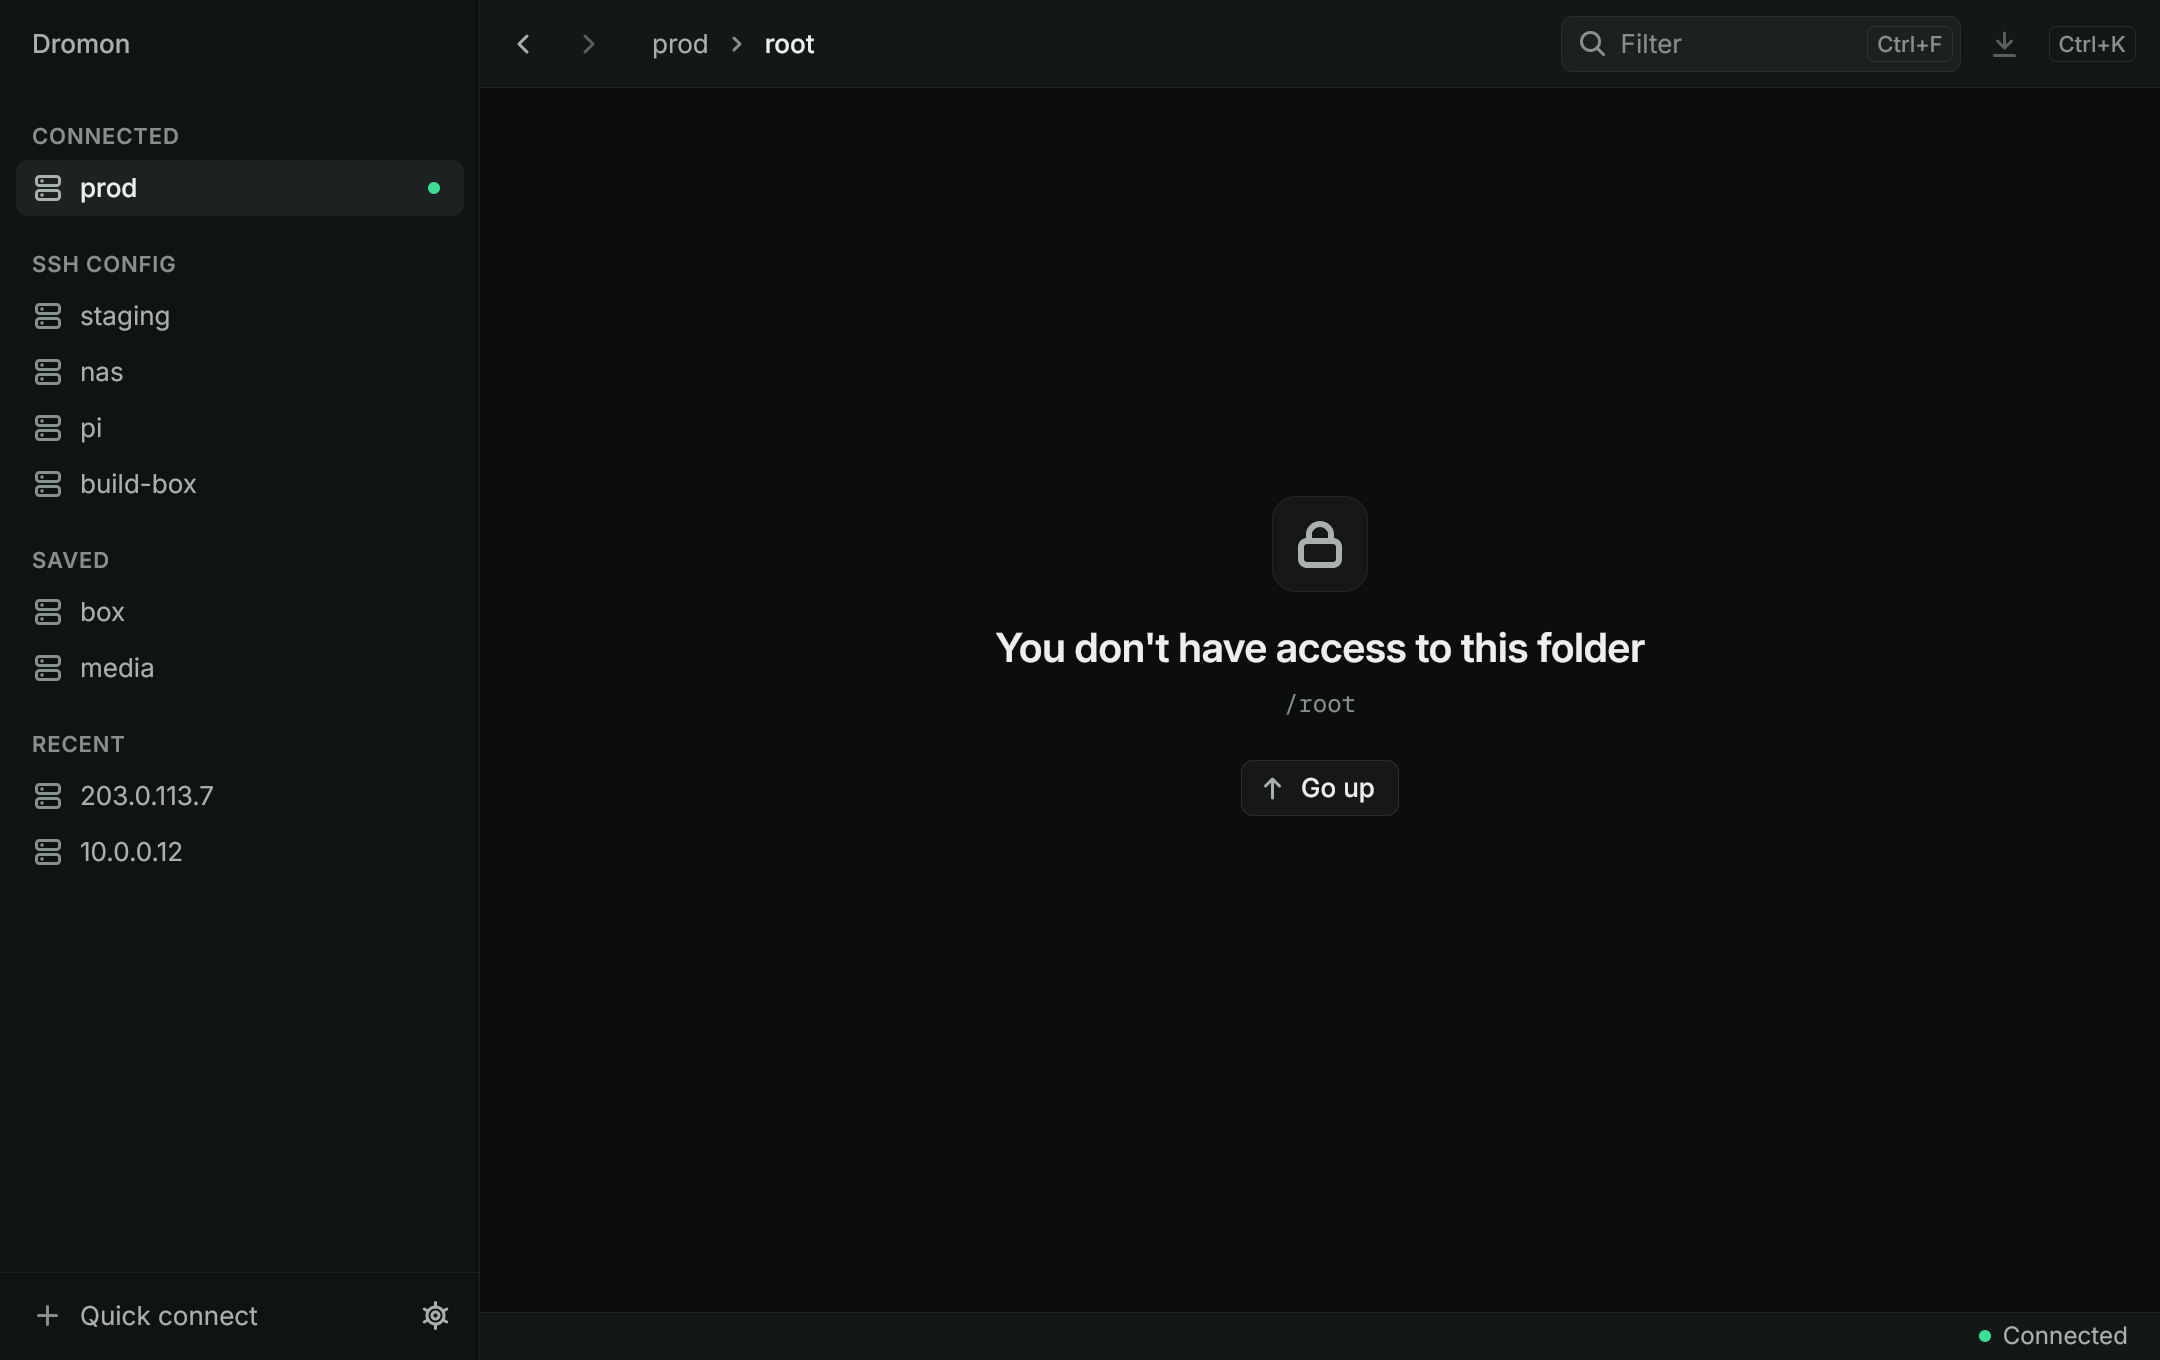 Dromon
CONNECTED
prod
SSH CONFIG
staging
nas
pi
build-box
SAVED
box
media
RECENT
203.0.113.7
10.0.0.12
Quick connect
prod > root
Filter Ctrl+F
Ctrl+K
You don't have access to this folder
/root
Go up
Connected